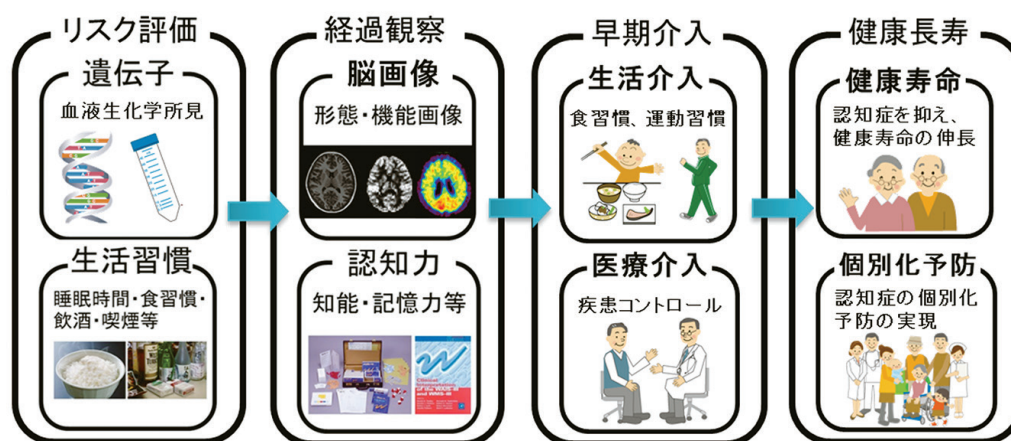 リスク評価
遺伝子
血液生化学所見
生活習慣
睡眠時間・食習慣・
飲酒・喫煙等
経過観察
脳画像
形態・機能画像
認知力
知能・記憶力等
早期介入
生活介入
食習慣、運動習慣
医療介入
疾患コントロール
健康長寿
健康寿命
認知症を抑え、
健康寿命の伸長
個別化予防
認知症の個別化
予防の実現